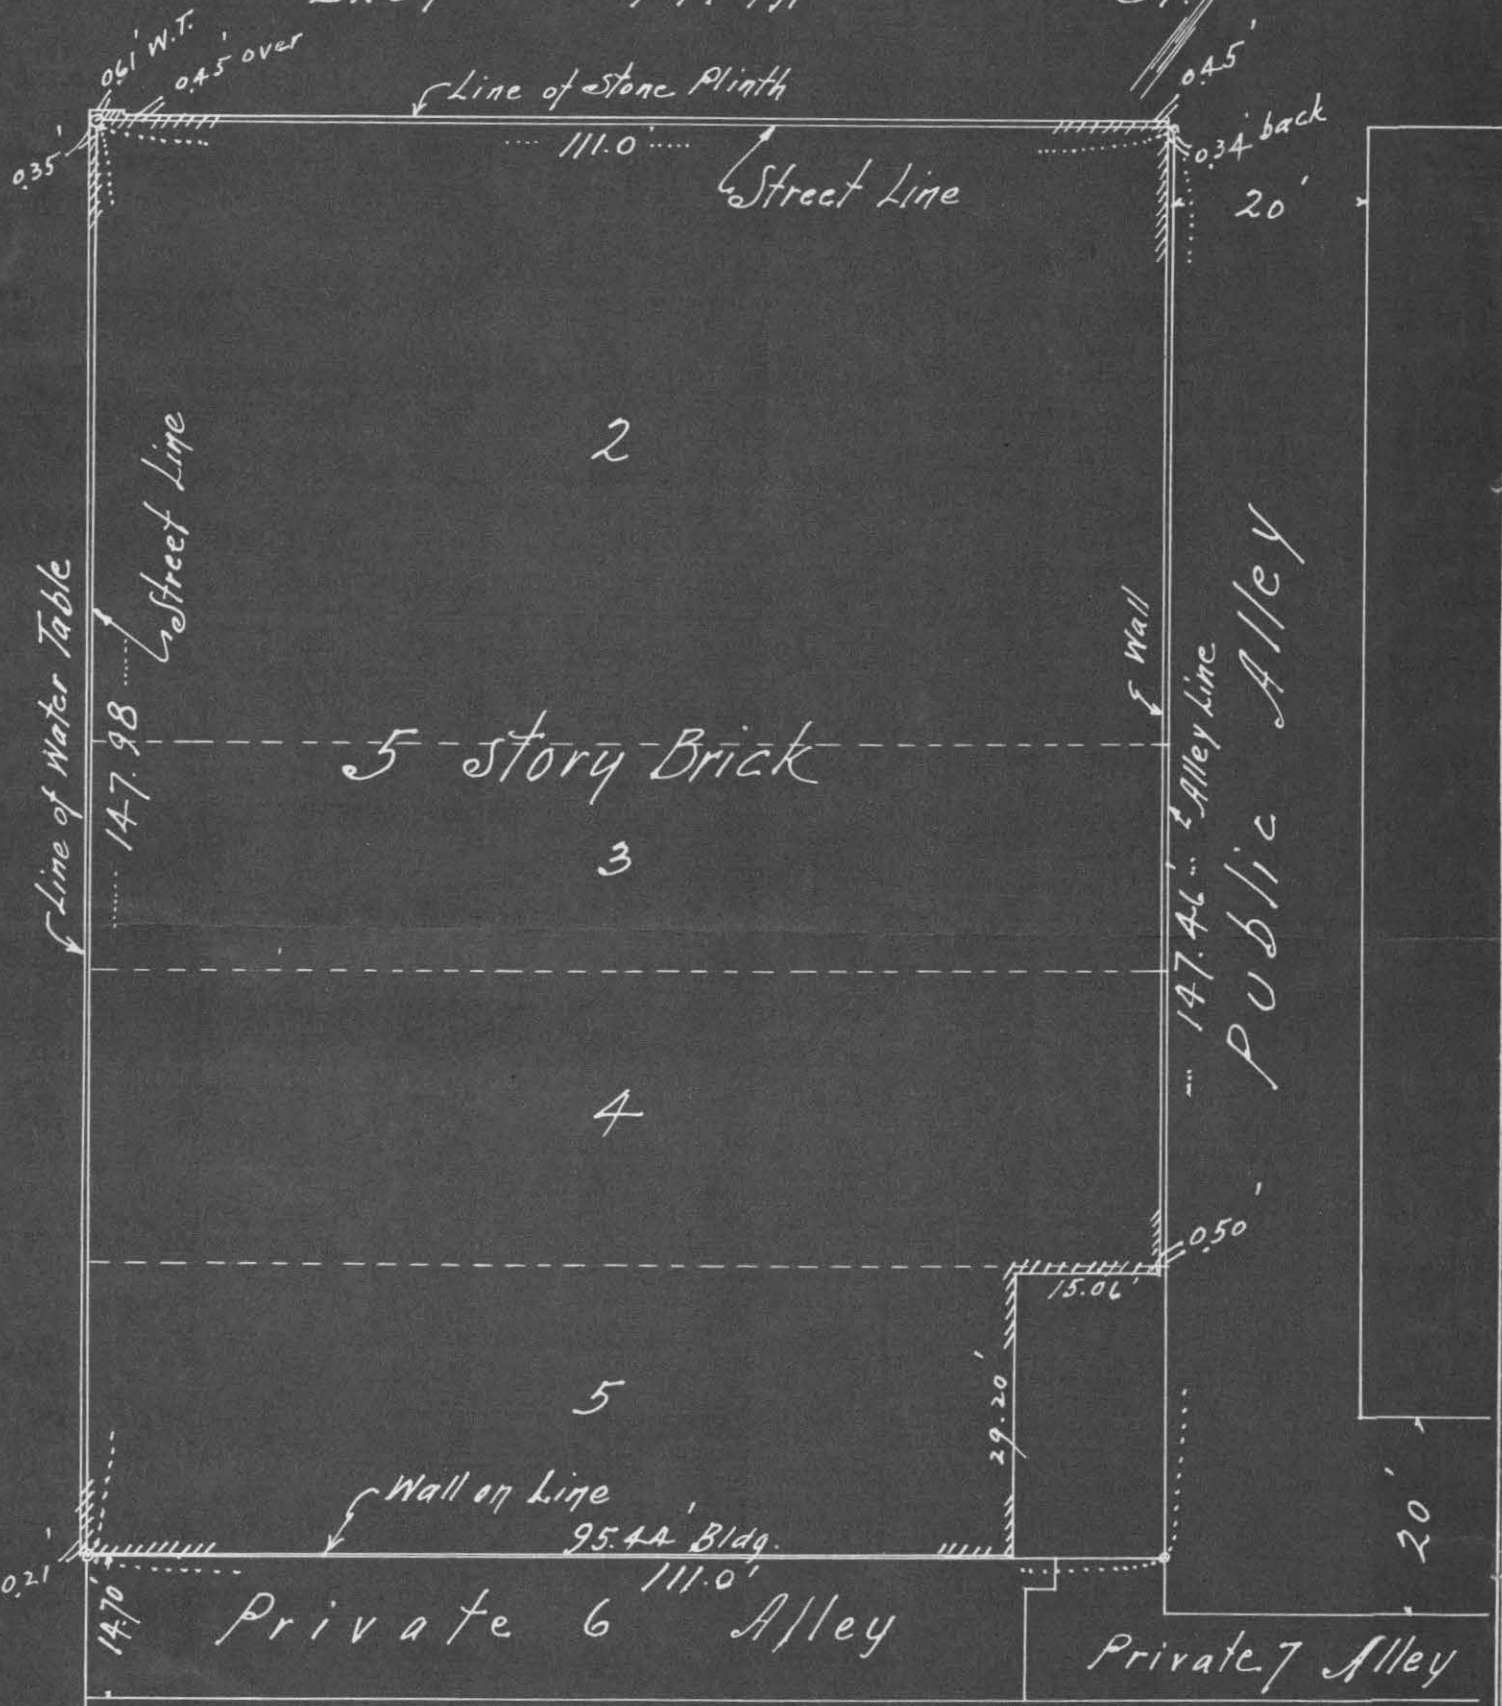 0.61' W.T.
0.45' over
Line of Stone Plinth
0.45'
0.35'
111.0'
Street Line
0.34' back
20'
2
Street Line
Line of Water Table
147.98
Wall
Alley Line
147.46'
Public Alley
5 Story Brick
3
4
0.50'
15.06'
29.20'
5
Wall on Line
95.44' Bldg.
111.0'
0.21'
14.70'
20'
Private 6 Alley
Private 7 Alley